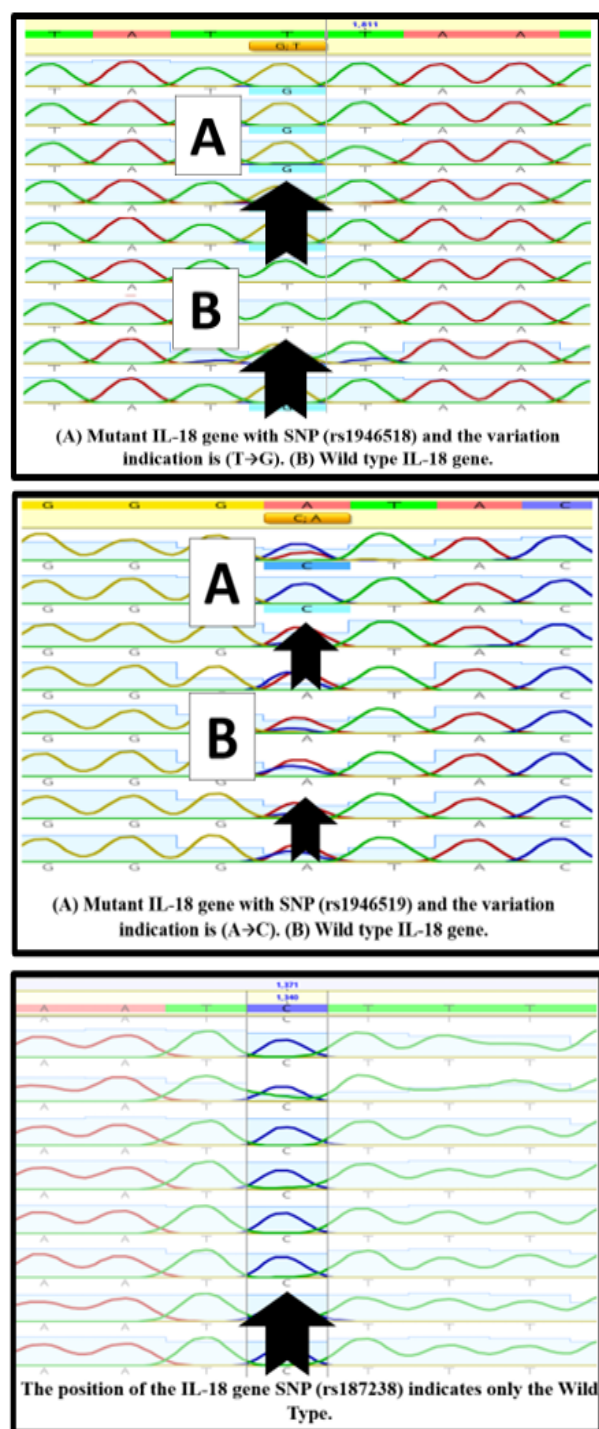 1,811
T A T T T A A
G; T
T A T G T A A
T A G T A A
A
T A G T A A
T A T A A
T A T A A
T A T T A A
B
T A T T A A
T A T A A
T A T G T A A
(A) Mutant IL-18 gene with SNP (rs1946518) and the variation
indication is (T→G). (B) Wild type IL-18 gene.
G G G A T A C
C; A
G G C T A C
A
G G C T A C
G G G T A C
G G G A T A C
G G A T A C
B
G G G A T A C
G G G T A C
G G G A T A C
(A) Mutant IL-18 gene with SNP (rs1946519) and the variation
indication is (A→C). (B) Wild type IL-18 gene.
1,371
1,340
A A T C T T T
A A T C T T T
A A T C T T T
A A T C T T T
A A T C T T T
A A T C T T T
A A T C T T T
A A T C T T T
A A T T T T
A A T C T T T
The position of the IL-18 gene SNP (rs187238) indicates only the Wild
Type.